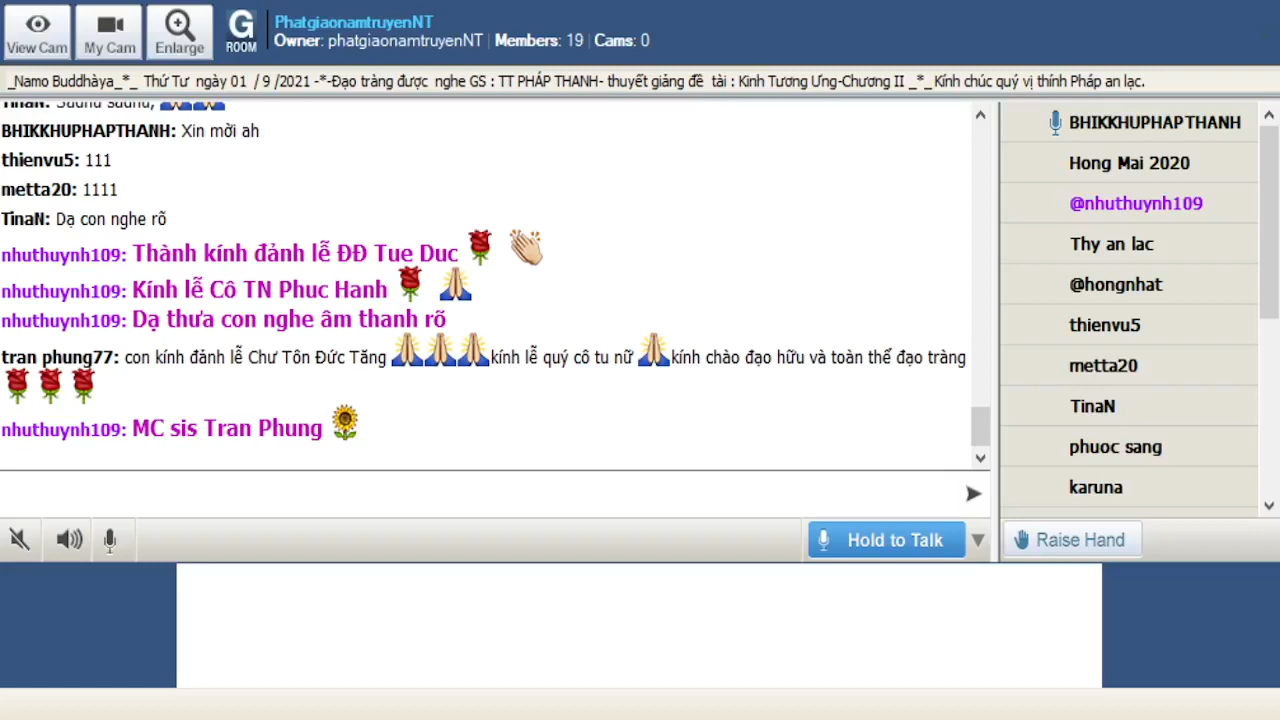 View Cam
My Cam
Enlarge
G
ROOM
PhatgiaonamtruyenNT
Owner: phatgiaonamtruyenNT | Members: 19 | Cams: 0
_Namo Buddhàya_*_ Thứ Tư ngày 01 / 9 /2021 -*-Đạo tràng được nghe GS : TT PHÁP THANH- thuyết giảng đề tài : Kinh Tương Ưng-Chương II _*_Kính chúc quý vị thính Pháp an lạc.
TinaN: Sadhu sadhu,
BHIKKHUPHAPTHANH: Xin mời ah
thienvu5: 111
metta20: 1111
TinaN: Dạ con nghe rõ
nhuthuynh109: Thành kính đảnh lễ ĐĐ Tue Duc
nhuthuynh109: Kính lễ Cô TN Phuc Hanh
nhuthuynh109: Dạ thưa con nghe âm thanh rõ
tran phung77: con kính đảnh lễ Chư Tôn Đức Tăng kính lễ quý cô tu nữ kính chào đạo hữu và toàn thể đạo tràng
nhuthuynh109: MC sis Tran Phung
BHIKKHUPHAPTHANH
Hong Mai 2020
@nhuthuynh109
Thy an lac
@hongnhat
thienvu5
metta20
TinaN
phuoc sang
karuna
Hold to Talk
Raise Hand